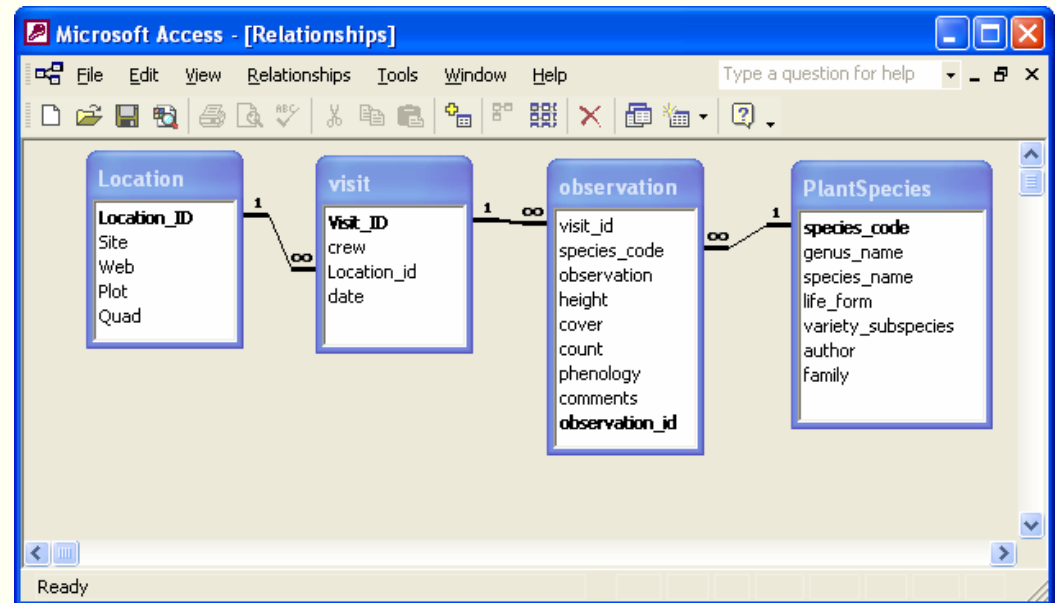 Microsoft Access - [Relationships]
File Edit View Relationships Tools Window Help Type a question for help
ABC
Location
Location_ID
Site
Web
Plot
Quad
1
∞
visit
Visit_ID
crew
Location_id
date
1
∞
observation
visit_id
species_code
observation
height
cover
count
phenology
comments
observation_id
∞
1
PlantSpecies
species_code
genus_name
species_name
life_form
variety_subspecies
author
family
Ready